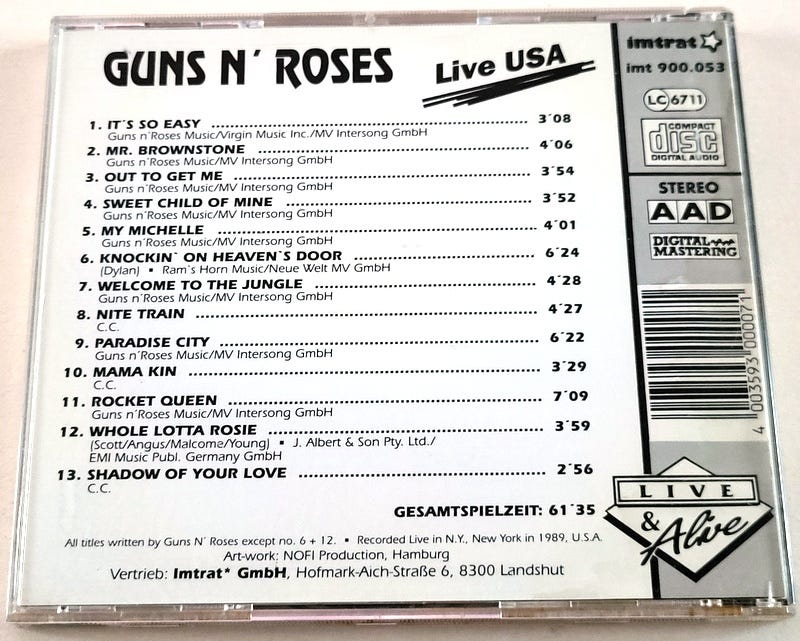 GUNS N´ ROSES
Live USA
1. IT´S SO EASY ........ 3´08
Guns n´Roses Music/Virgin Music Inc./MV Intersong GmbH
2. MR. BROWNSTONE ........ 4´06
Guns n´Roses Music/MV Intersong GmbH
3. OUT TO GET ME ........ 3´54
Guns n´Roses Music/MV Intersong GmbH
4. SWEET CHILD OF MINE ........ 3´52
Guns n´Roses Music/MV Intersong GmbH
5. MY MICHELLE ........ 4´01
Guns n´Roses Music/MV Intersong GmbH
6. KNOCKIN` ON HEAVEN`S DOOR ........ 6´24
(Dylan) ▪ Ram`s Horn Music/Neue Welt MV GmbH
7. WELCOME TO THE JUNGLE ........ 4´28
Guns n´Roses Music/MV Intersong GmbH
8. NITE TRAIN ........ 4´27
C.C.
9. PARADISE CITY ........ 6´22
Guns n´Roses Music/MV Intersong GmbH
10. MAMA KIN ........ 3´29
C.C.
11. ROCKET QUEEN ........ 7´09
Guns n´Roses Music/MV Intersong GmbH
12. WHOLE LOTTA ROSIE ........ 3´59
(Scott/Angus/Malcome/Young) ▪ J. Albert & Son Pty. Ltd./
EMI Music Publ. Germany GmbH
13. SHADOW OF YOUR LOVE ........ 2´56
C.C.
GESAMTSPIELZEIT: 61´35
All titles written by Guns N´ Roses except no. 6 + 12. ▪ Recorded Live in N.Y., New York in 1989, U.S.A.
Art-work: NOFI Production, Hamburg
Vertrieb: Imtrat* GmbH, Hofmark-Aich-Straße 6, 8300 Landshut
imtrat
imt 900.053
LC 6711
COMPACT
disc
DIGITAL AUDIO
STEREO
AAD
DIGITAL
MASTERING
4 003593 000071
LIVE
&
Alive